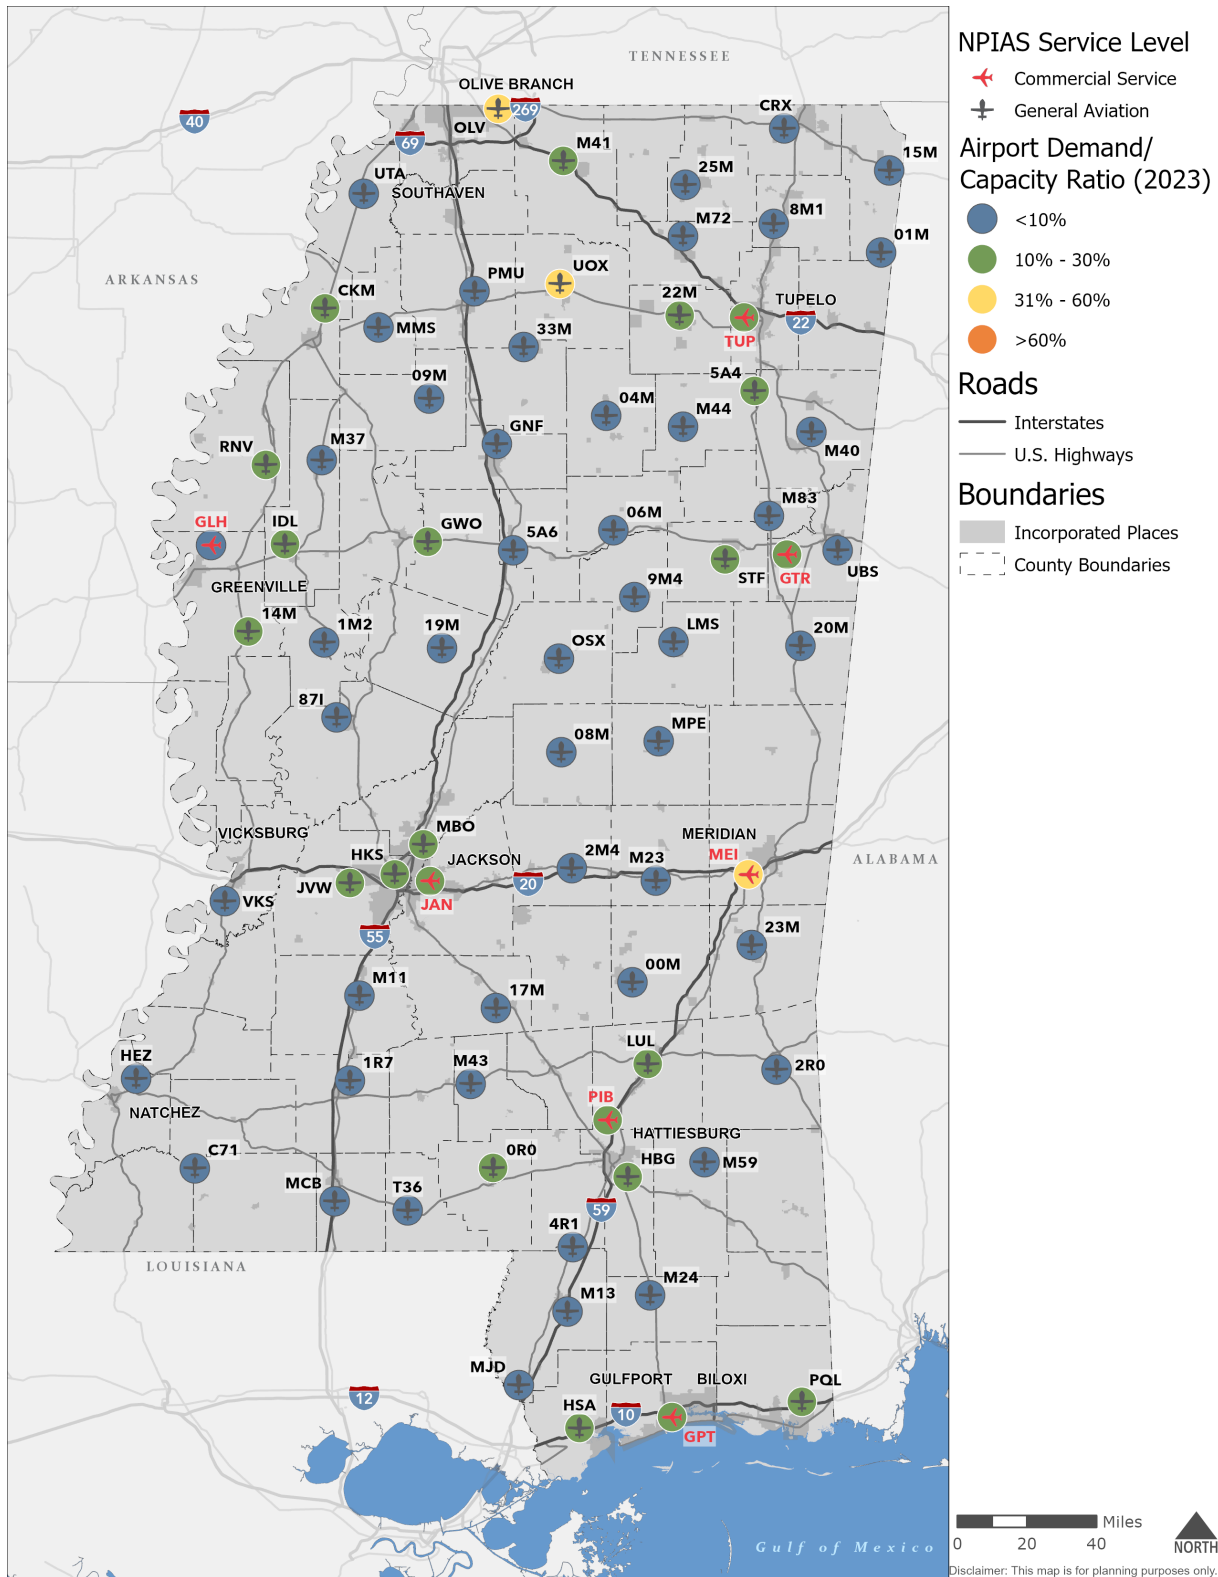 TENNESSEE
OLIVE BRANCH
269
CRX
40
OLV
69
M41
15M
25M
UTA
SOUTHAVEN
8M1
M72
01M
ARKANSAS
UOX
PMU
CKM
22M
TUPELO
MMS
33M
22
TUP
5A4
09M
04M
M44
GNF
M37
RNV
M40
M83
GLH
IDL
GWO
06M
5A6
STF
GTR
UBS
GREENVILLE
9M4
14M
1M2
19M
LMS
20M
OSX
87I
MPE
08M
MBO
VICKSBURG
MERIDIAN
HKS
JACKSON
2M4
M23
MEI
ALABAMA
JVW
20
VKS
JAN
23M
55
00M
M11
17M
LUL
HEZ
1R7
M43
2R0
PIB
NATCHEZ
HATTIESBURG
C71
0R0
HBG
M59
MCB
T36
59
4R1
LOUISIANA
M24
M13
MJD
GULFPORT
BILOXI
PQL
12
HSA
10
GPT
Gulf of Mexico
NPIAS Service Level
Commercial Service
General Aviation
Airport Demand/
Capacity Ratio (2023)
<10%
10% - 30%
31% - 60%
>60%
Roads
Interstates
U.S. Highways
Boundaries
Incorporated Places
County Boundaries
Miles
0 20 40
NORTH
Disclaimer: This map is for planning purposes only.